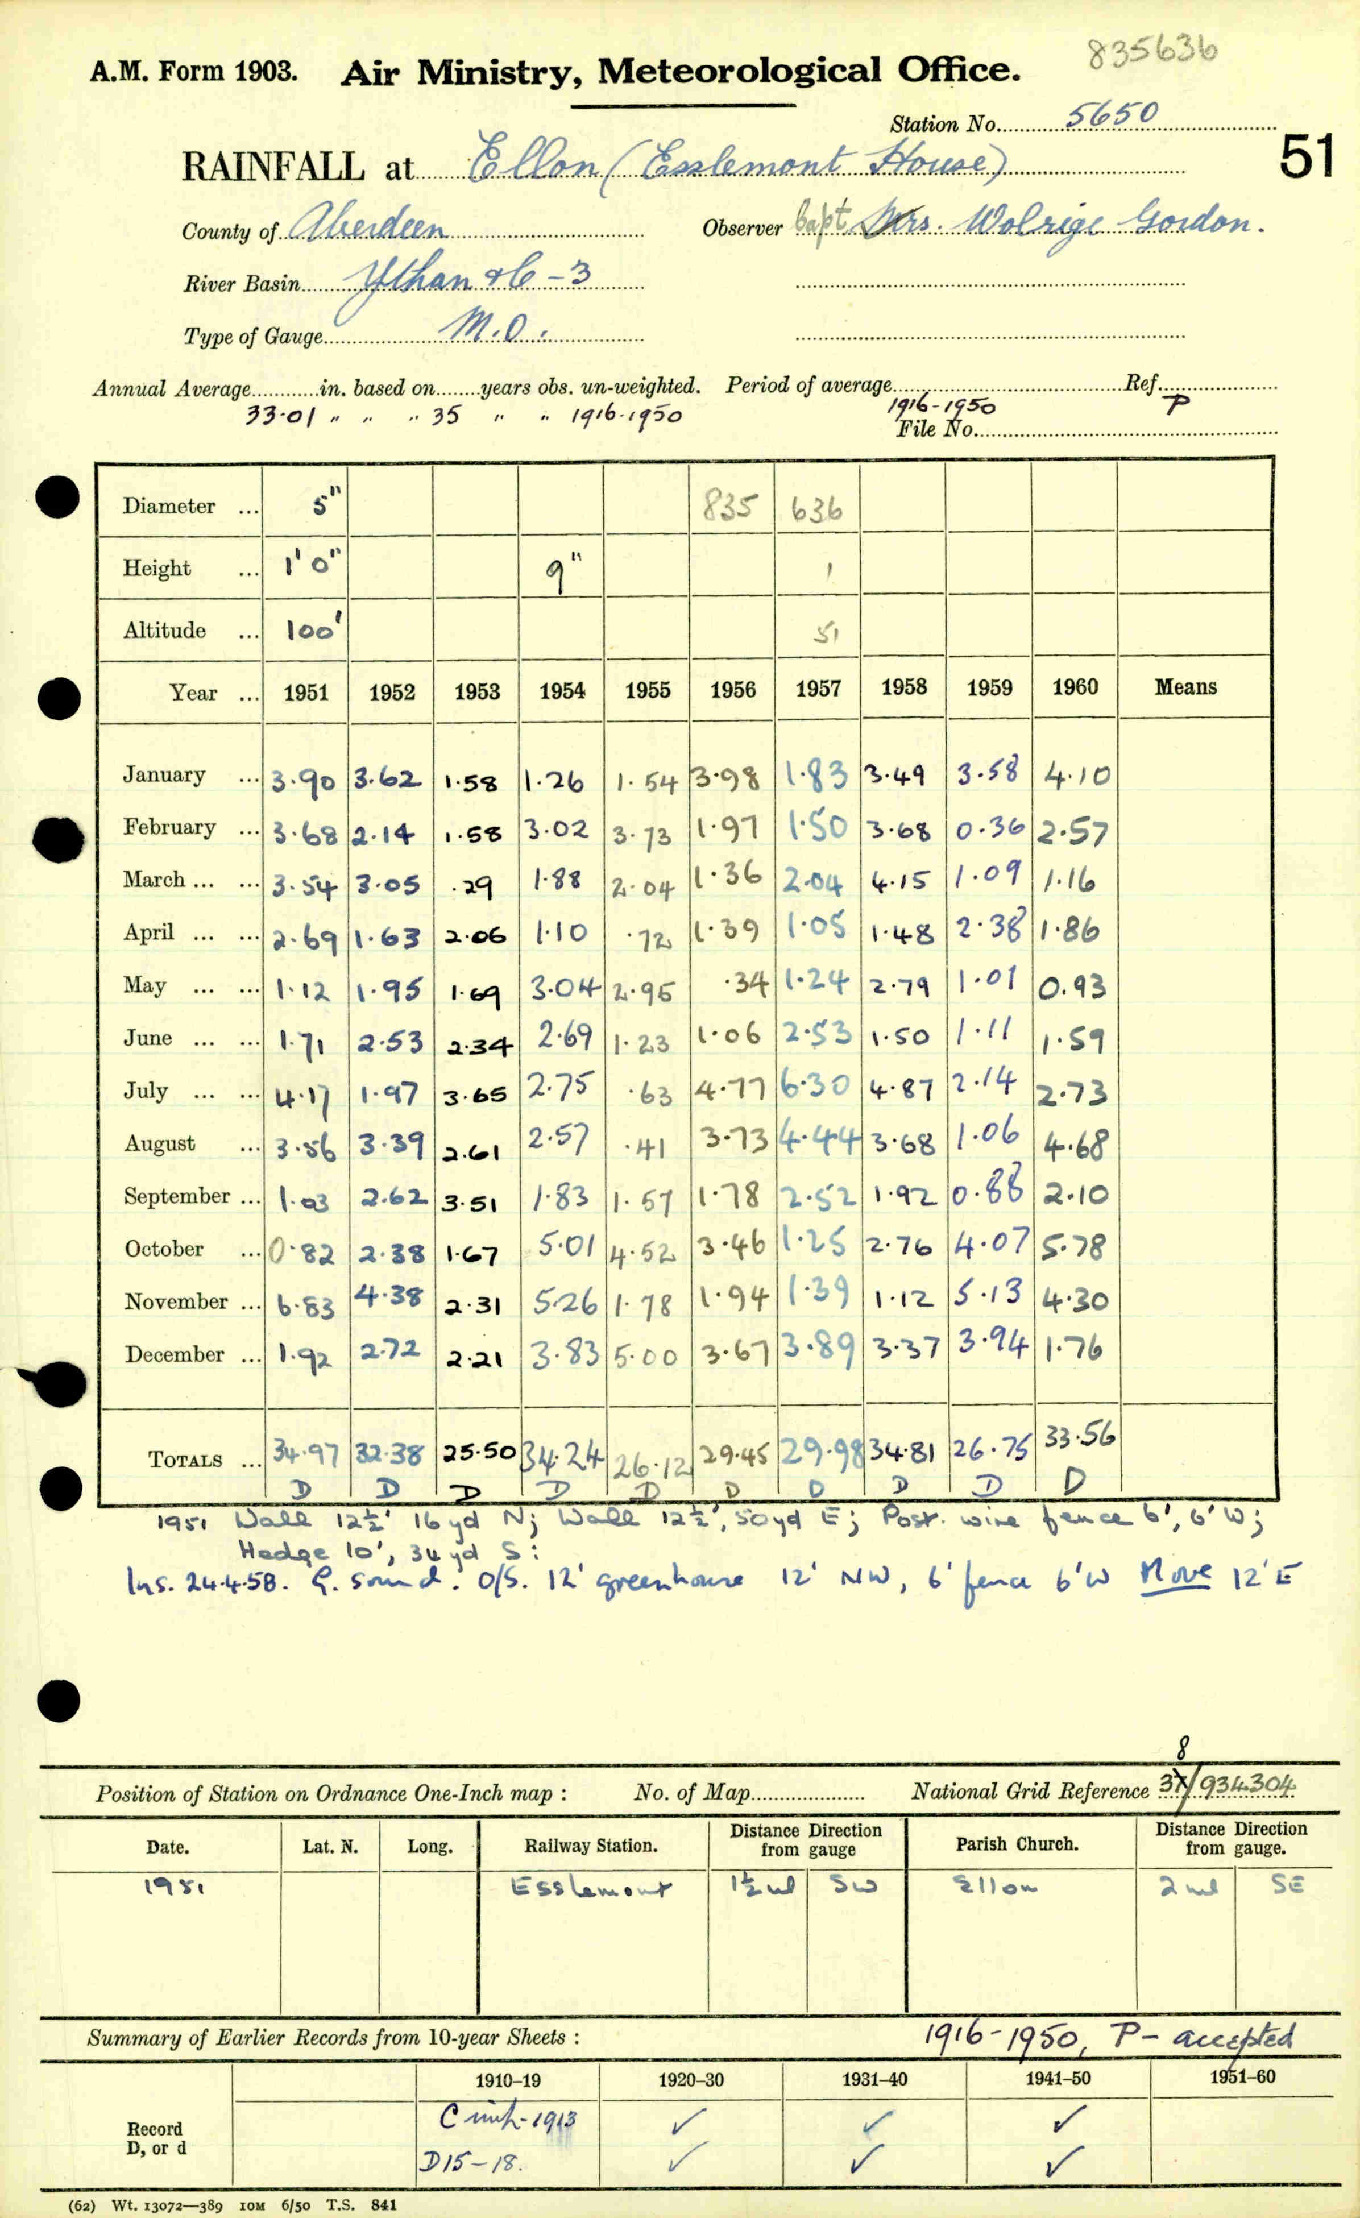 835636
A.M. Form 1903. Air Ministry, Meteorological Office.
Station No. 5650
51
RAINFALL at Ellon (Esslemont House)
County of Aberdeen Observer Capt Mrs. Wolrige Gordon.
River Basin Ythan &c - 3
Type of Gauge M.O.
Annual Average in. based on years obs. un-weighted. Period of average Ref.
33·01 " " " 35 " " 1916-1950 1916-1950 P
File No.
Diameter ... 5" 835 636
Height ... 1' 0" 9" 1
Altitude ... 100' 51
Year ... 1951 1952 1953 1954 1955 1956 1957 1958 1959 1960 Means
January ... 3·90 3·62 1·58 1·26 1·54 3·98 1·83 3·49 3·58 4·10
February ... 3·68 2·14 1·58 3·02 3·73 1·97 1·50 3·68 0·36 2·57
March ... ... 3·54 3·05 ·29 1·88 2·04 1·36 2·04 4·15 1·09 1·16
April ... ... 2·69 1·63 2·06 1·10 ·72 1·39 1·05 1·48 2·38 1·86
May ... ... 1·12 1·95 1·69 3·04 2·95 ·34 1·24 2·79 1·01 0·93
June ... ... 1·71 2·53 2·34 2·69 1·23 1·06 2·53 1·50 1·11 1·59
July ... ... 4·17 1·97 3·65 2·75 ·63 4·77 6·30 4·87 2·14 2·73
August ... 3·56 3·39 2·61 2·57 ·41 3·73 4·44 3·68 1·06 4·68
September ... 1·03 2·62 3·51 1·83 1·57 1·78 2·52 1·92 0·88 2·10
October ... 0·82 2·38 1·67 5·01 4·52 3·46 1·25 2·76 4·07 5·78
November ... 6·83 4·38 2·31 5·26 1·78 1·94 1·39 1·12 5·13 4·30
December ... 1·92 2·72 2·21 3·83 5·00 3·67 3·89 3·37 3·94 1·76
TOTALS ... 34·97 32·38 25·50 34·24 26·12 29·45 29·98 34·81 26·75 33·56
D D D D D D D D D D
1951 Wall 12½' 16yd N; Wall 12½', 50yd E; Post. wire fence 6', 6' W;
Hedge 10', 34yd S:
Ins. 24.4.58. G. sound. O/S. 12' greenhouse 12' NW, 6' fence 6'W Move 12'E
8
Position of Station on Ordnance One-Inch map : No. of Map National Grid Reference 37/934304
Date. Lat. N. Long. Railway Station. Distance from gauge Direction Parish Church. Distance from gauge. Direction
1951 Esslemont 1½ml SW Ellon 2ml SE
Summary of Earlier Records from 10-year Sheets : 1916-1950, P- accepted
1910–19 1920–30 1931–40 1941–50 1951–60
Record C 1913 ✓ ✓ ✓
D, or d D15-18. ✓ ✓ ✓
(62) Wt. 13072—389 10M 6/50 T.S. 841